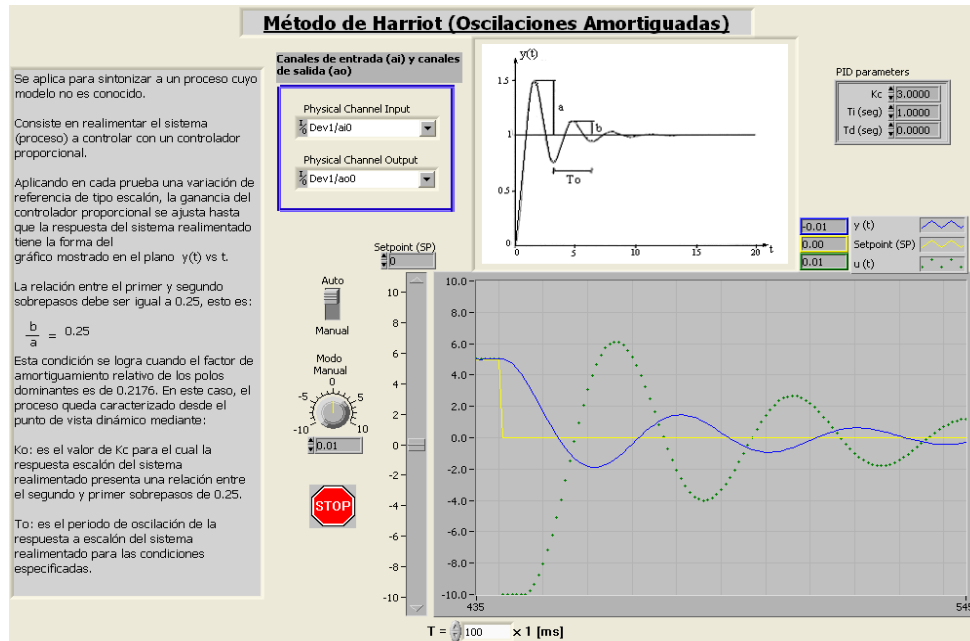 Método de Harriot (Oscilaciones Amortiguadas)
Se aplica para sintonizar a un proceso cuyo
modelo no es conocido.
Consiste en realimentar el sistema
(proceso) a controlar con un controlador
proporcional.
Aplicando en cada prueba una variación de
referencia de tipo escalón, la ganancia del
controlador proporcional se ajusta hasta
que la respuesta del sistema realimentado
tiene la forma del
gráfico mostrado en el plano y(t) vs t.
La relación entre el primer y segundo
sobrepasos debe ser igual a 0.25, esto es:
b
a
= 0.25
Esta condición se logra cuando el factor de
amortiguamiento relativo de los polos
dominantes es de 0.2176. En este caso, el
proceso queda caracterizado desde el
punto de vista dinámico mediante:
Ko: es el valor de Kc para el cual la
respuesta escalón del sistema
realimentado presenta una relación entre
el segundo y primer sobrepasos de 0.25.
To: es el periodo de oscilación de la
respuesta a escalón del sistema
realimentado para las condiciones
especificadas.
Canales de entrada (ai) y canales
de salida (ao)
Physical Channel Input
I/O Dev1/ai0
Physical Channel Output
I/O Dev1/ao0
y(t)
1.5
1
0.5
0
a
b
To
0
5
10
15
20
t
PID parameters
Kc 3.0000
Ti (seg) 1.0000
Td (seg) 0.0000
-0.01 y (t)
0.00 Setpoint (SP)
0.01 u (t)
Setpoint (SP)
0
10
8
6
4
2
0
-2
-4
-6
-8
-10
Auto
Manual
Modo
Manual
0
-5
5
-10
10
0.01
STOP
10.0
8.0
6.0
4.0
2.0
0.0
-2.0
-4.0
-6.0
-8.0
-10.0
435
545
T = 100 x 1 [ms]